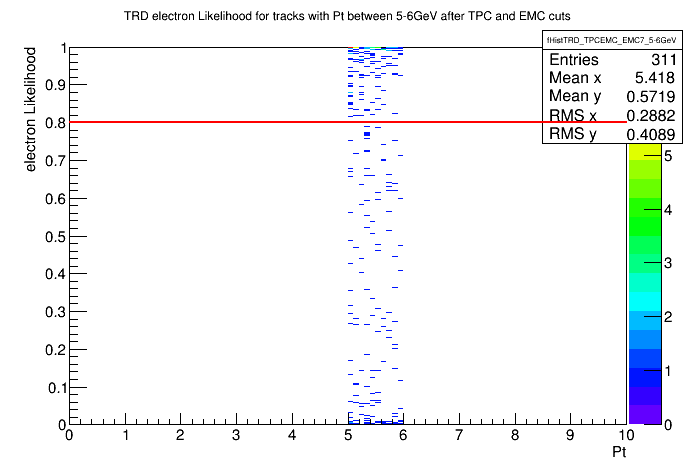 TRD electron Likelihood for tracks with Pt between 5-6GeV after TPC and EMC cuts
fHistTRD_TPCEMC_EMC7_5-6GeV
Entries 311
Mean x 5.418
Mean y 0.5719
RMS x 0.2882
RMS y 0.4089
electron Likelihood
1
0.9
0.8
0.7
0.6
0.5
0.4
0.3
0.2
0.1
0
0 1 2 3 4 5 6 7 8 9 10
Pt
5
4
3
2
1
0